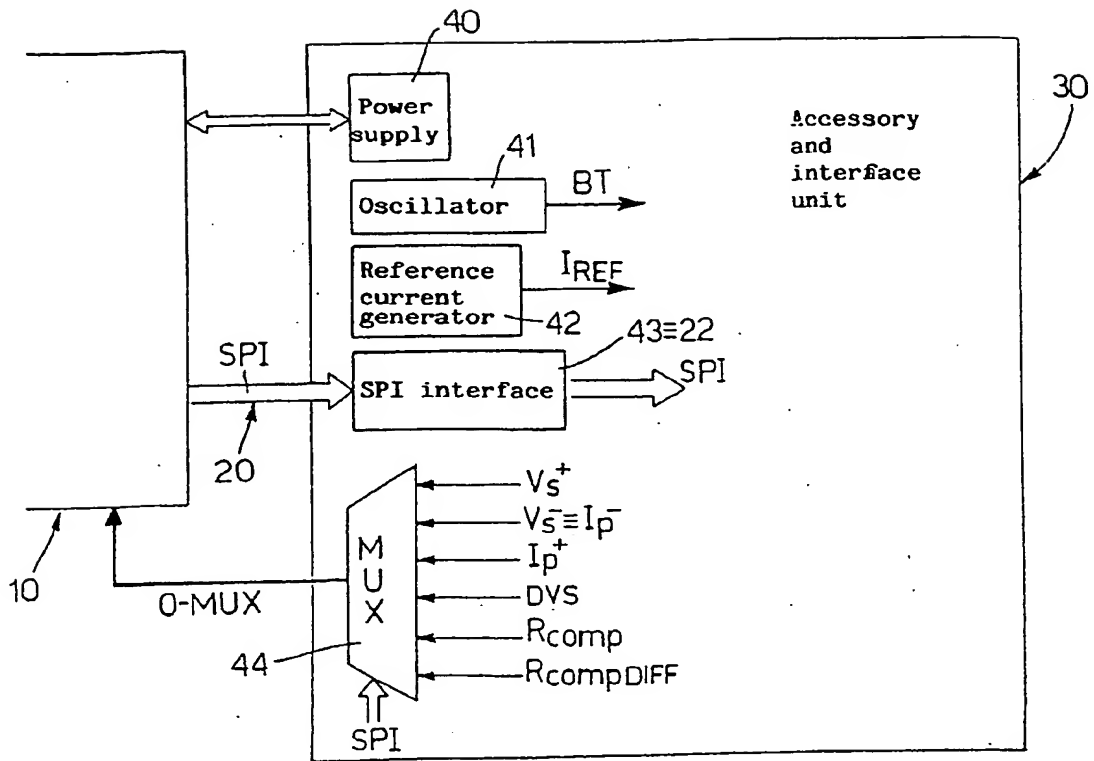 40
Power
supply
Accessory
and
interface
unit
30
41
Oscillator
BT
Reference
current
generator
42
IREF
43≡22
SPI
SPI interface
SPI
20
10
O-MUX
MUX
44
SPI
Vs+
Vs-≡Ip-
Ip+
DVS
Rcomp
RcompDIFF